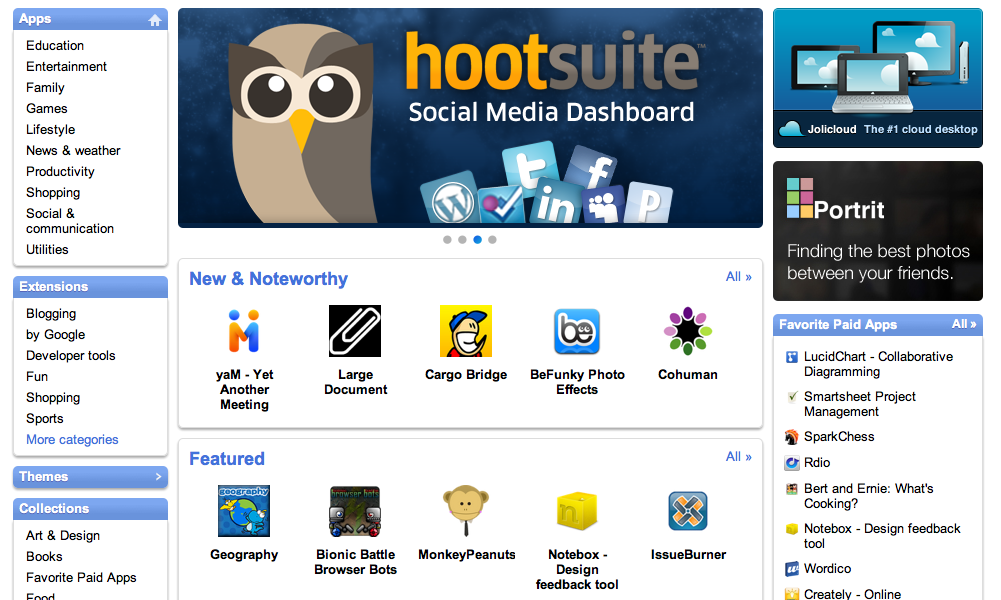 Apps
Education
Entertainment
Family
Games
Lifestyle
News & weather
Productivity
Shopping
Social &
communication
Utilities
Extensions
Blogging
by Google
Developer tools
Fun
Shopping
Sports
More categories
Themes
Collections
Art & Design
Books
Favorite Paid Apps
Food
hootsuite™
Social Media Dashboard
New & Noteworthy
All »
yaM - Yet
Another
Meeting
Large
Document
Cargo Bridge
be
BeFunky Photo
Effects
Cohuman
Featured
All »
geography
Geography
browser bots
Bionic Battle
Browser Bots
MonkeyPeanuts
n
Notebox -
Design
feedback tool
IssueBurner
Jolicloud The #1 cloud desktop
Portrit
Finding the best photos
between your friends.
Favorite Paid Apps
All »
LucidChart - Collaborative
Diagramming
Smartsheet Project
Management
SparkChess
Rdio
Bert and Ernie: What's
Cooking?
Notebox - Design feedback
tool
Wordico
Creately - Online